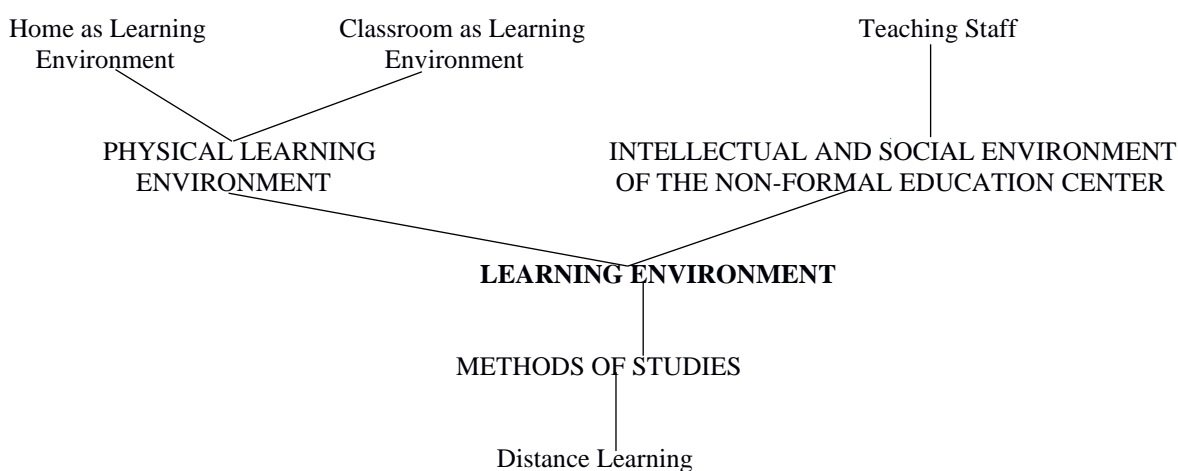 Home as Learning
Environment
Classroom as Learning
Environment
Teaching Staff
PHYSICAL LEARNING
ENVIRONMENT
INTELLECTUAL AND SOCIAL ENVIRONMENT
OF THE NON-FORMAL EDUCATION CENTER
LEARNING ENVIRONMENT
METHODS OF STUDIES
Distance Learning